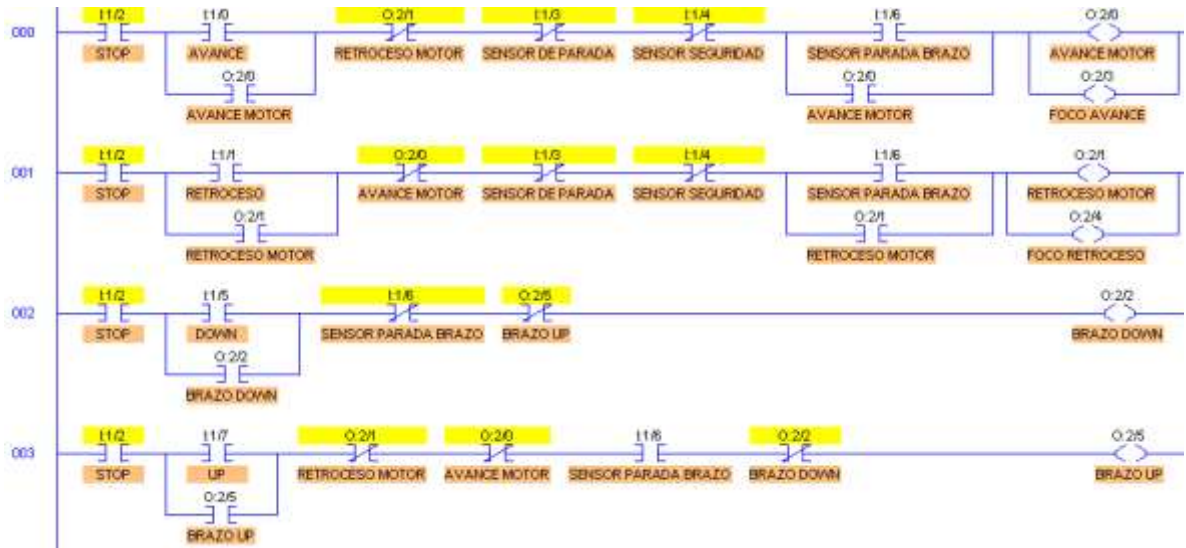 I:1/2 I:1/0 O:2/1 I:1/3 I:1/4 I:1/6 O:2/0
000
STOP AVANCE RETROCESO MOTOR SENSOR DE PARADA SENSOR SEGURIDAD SENSOR PARADA BRAZO AVANCE MOTOR
O:2/0 O:2/0 O:2/3
AVANCE MOTOR AVANCE MOTOR FOCO AVANCE
I:1/2 I:1/1 O:2/0 I:1/3 I:1/4 I:1/6 O:2/1
001
STOP RETROCESO AVANCE MOTOR SENSOR DE PARADA SENSOR SEGURIDAD SENSOR PARADA BRAZO RETROCESO MOTOR
O:2/1 O:2/1 O:2/4
RETROCESO MOTOR RETROCESO MOTOR FOCO RETROCESO
I:1/2 I:1/5 I:1/6 O:2/5 O:2/2
002
STOP DOWN SENSOR PARADA BRAZO BRAZO UP BRAZO DOWN
O:2/2
BRAZO DOWN
I:1/2 I:1/7 O:2/1 O:2/0 I:1/6 O:2/2 O:2/5
003
STOP UP RETROCESO MOTOR AVANCE MOTOR SENSOR PARADA BRAZO BRAZO DOWN BRAZO UP
O:2/5
BRAZO UP